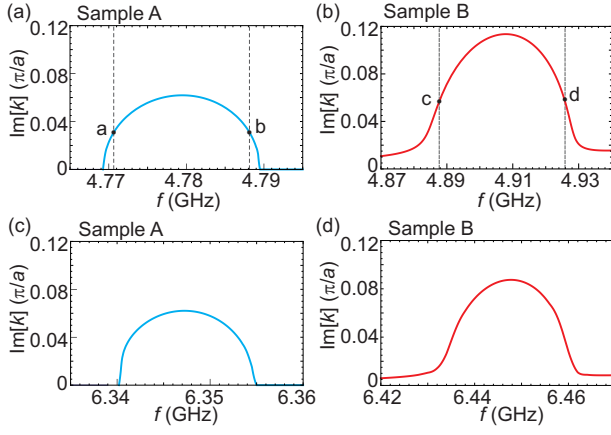 (a) Sample A
Im[k] (π/a)
0.12
0.08
0.04
0
a
b
4.77 4.78 4.79
f (GHz)
(b) Sample B
Im[k] (π/a)
0.12
0.08
0.04
0
c
d
4.87 4.89 4.91 4.93
f (GHz)
(c) Sample A
Im[k] (π/a)
0.12
0.08
0.04
0
6.34 6.35 6.36
f (GHz)
(d) Sample B
Im[k] (π/a)
0.12
0.08
0.04
0
6.42 6.44 6.46
f (GHz)